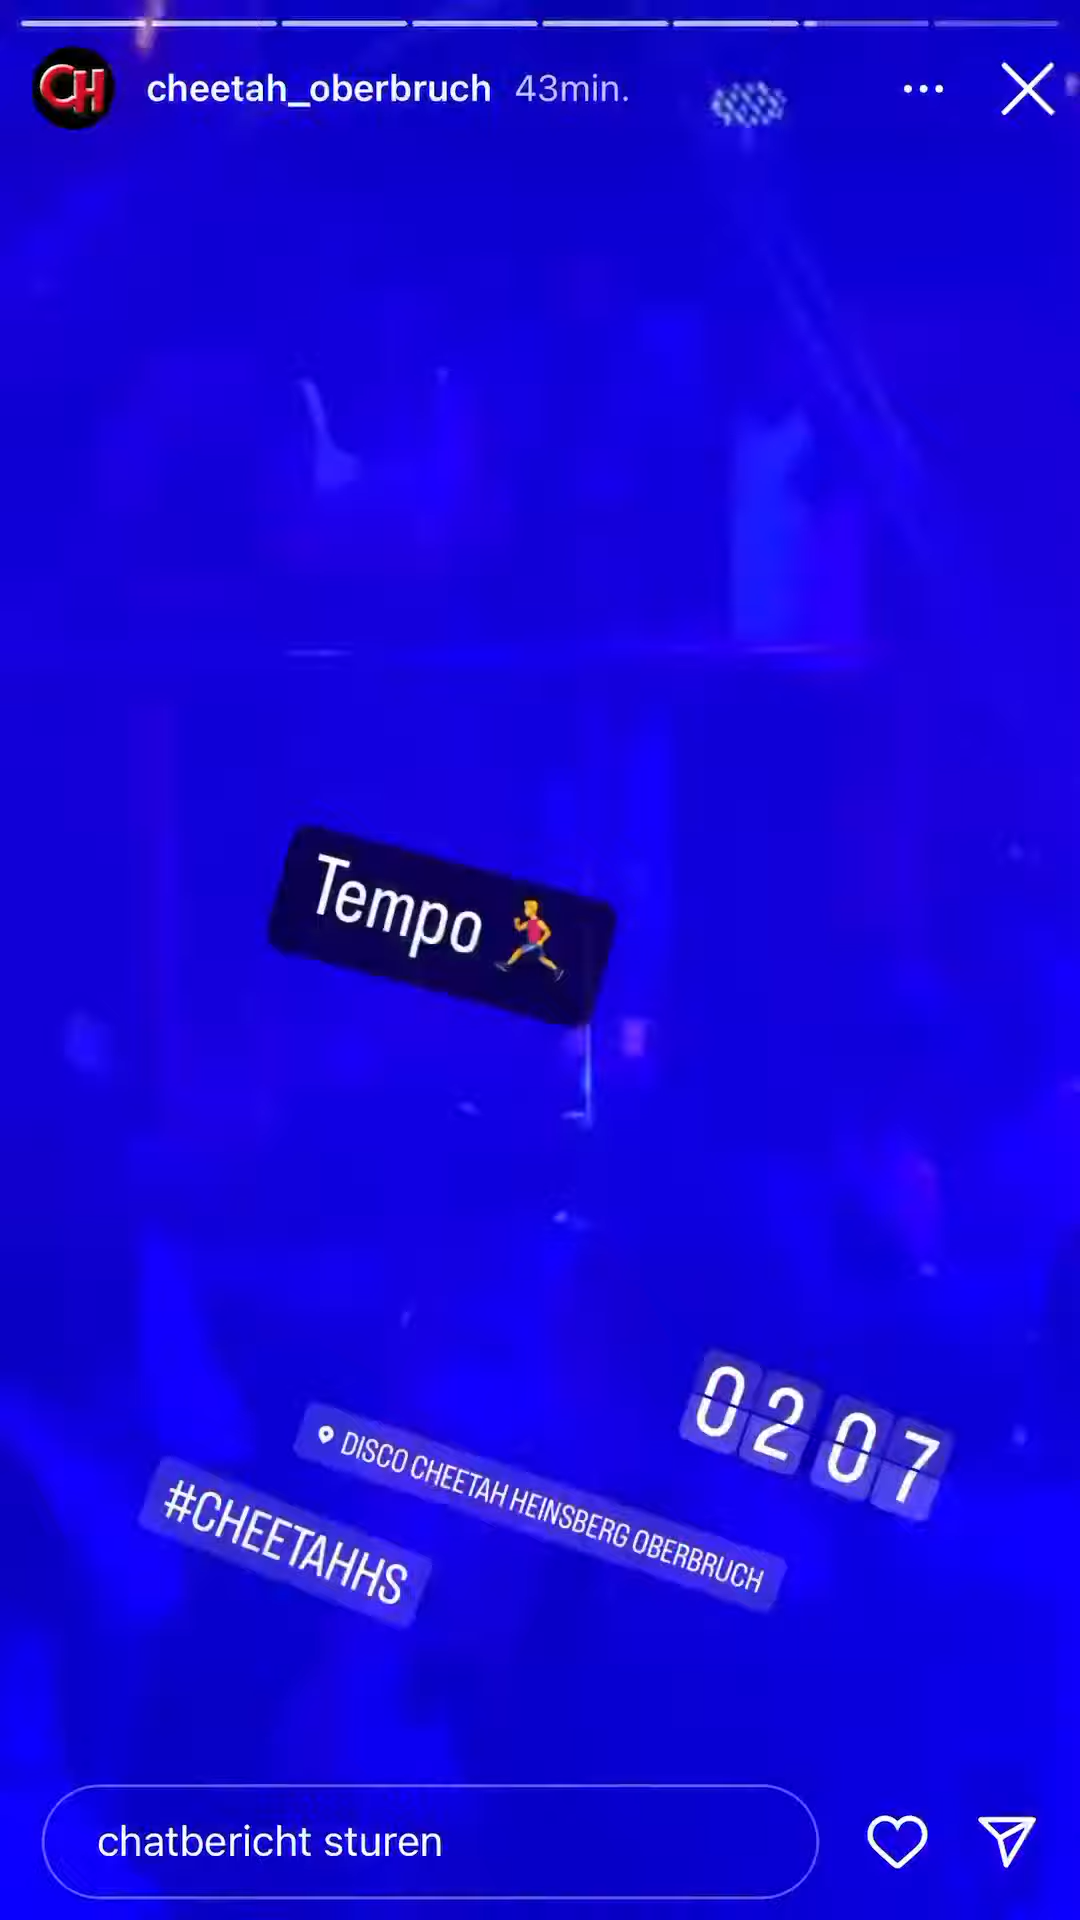 CH
cheetah_oberbruch 43min.
Tempo 🏃
02 07
DISCO CHEETAH HEINSBERG OBERBRUCH
#CHEETAHHS
chatbericht sturen